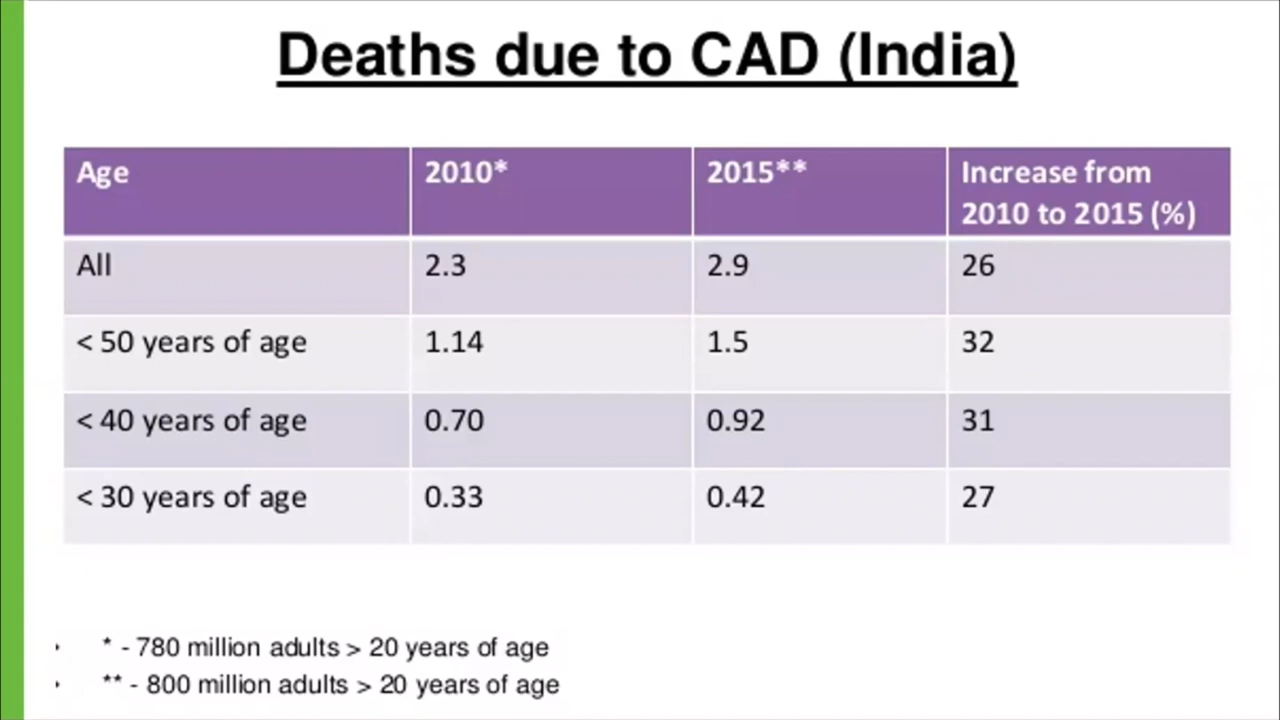 Deaths due to CAD (India)
Age 2010* 2015** Increase from
2010 to 2015 (%)
All 2.3 2.9 26
< 50 years of age 1.14 1.5 32
< 40 years of age 0.70 0.92 31
< 30 years of age 0.33 0.42 27
* - 780 million adults > 20 years of age
** - 800 million adults > 20 years of age